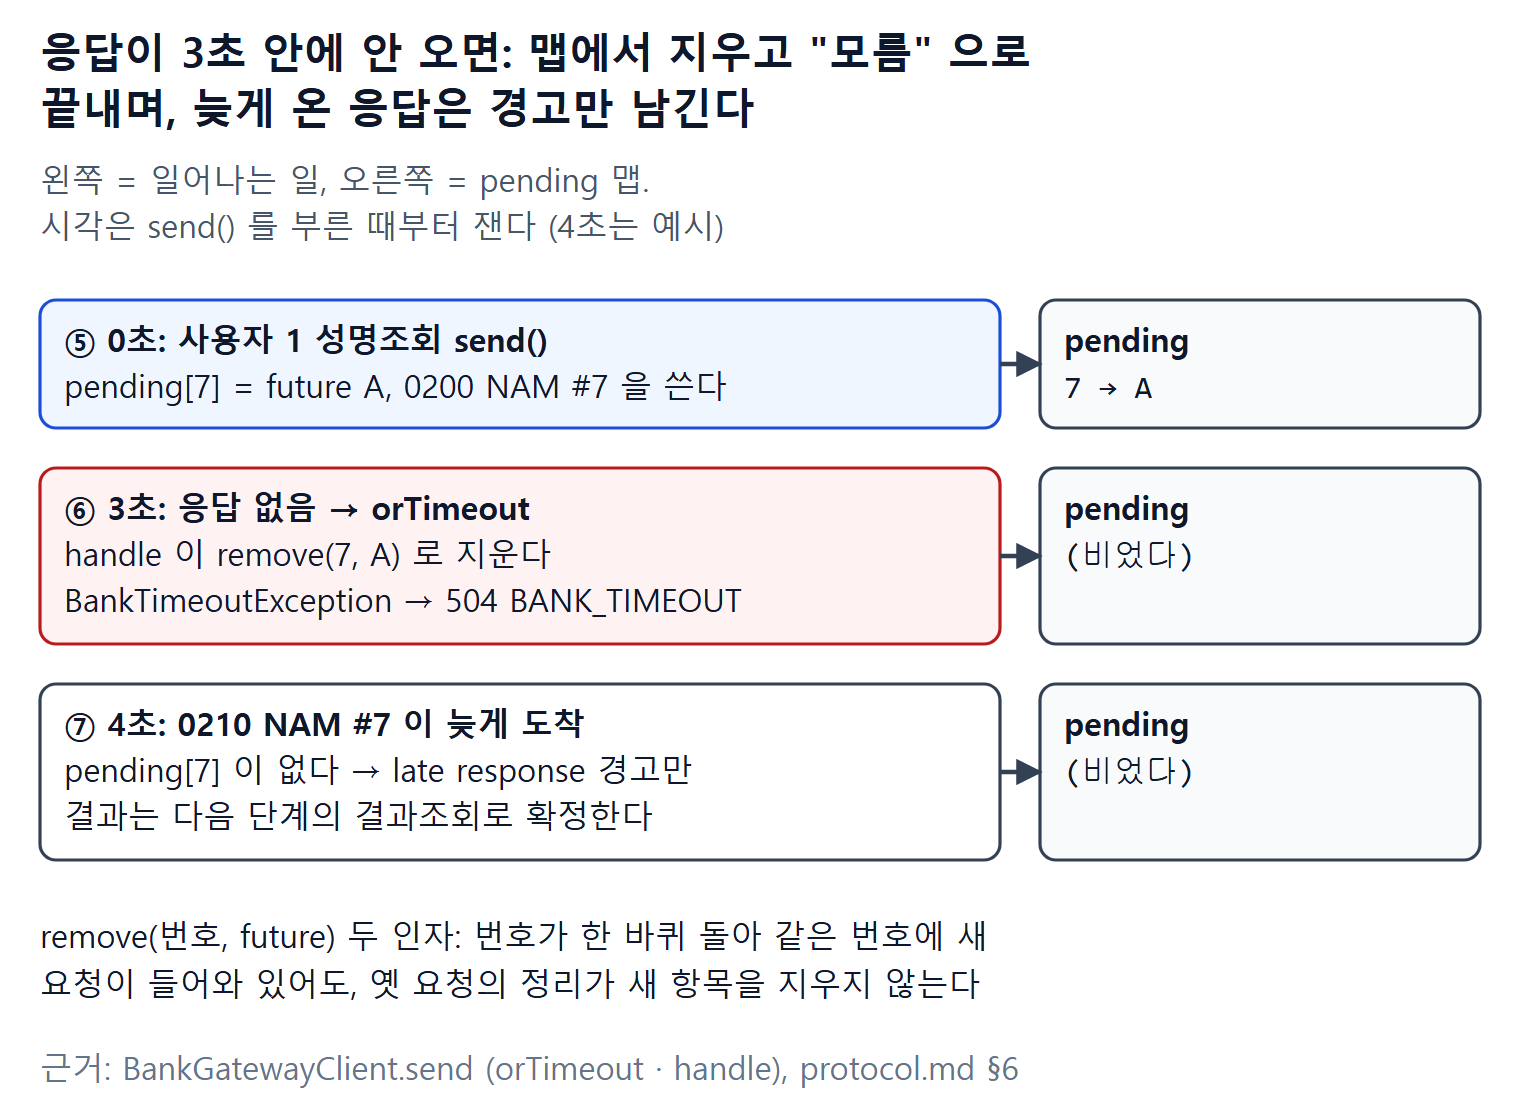 응답이 3초 안에 안 오면: 맵에서 지우고 "모름" 으로
끝내며, 늦게 온 응답은 경고만 남긴다
왼쪽 = 일어나는 일, 오른쪽 = pending 맵.
시각은 send() 를 부른 때부터 잰다 (4초는 예시)
⑤ 0초: 사용자 1 성명조회 send()
pending[7] = future A, 0200 NAM #7 을 쓴다
pending
7 → A
⑥ 3초: 응답 없음 → orTimeout
handle 이 remove(7, A) 로 지운다
BankTimeoutException → 504 BANK_TIMEOUT
pending
(비었다)
⑦ 4초: 0210 NAM #7 이 늦게 도착
pending[7] 이 없다 → late response 경고만
결과는 다음 단계의 결과조회로 확정한다
pending
(비었다)
remove(번호, future) 두 인자: 번호가 한 바퀴 돌아 같은 번호에 새
요청이 들어와 있어도, 옛 요청의 정리가 새 항목을 지우지 않는다
근거: BankGatewayClient.send (orTimeout · handle), protocol.md §6